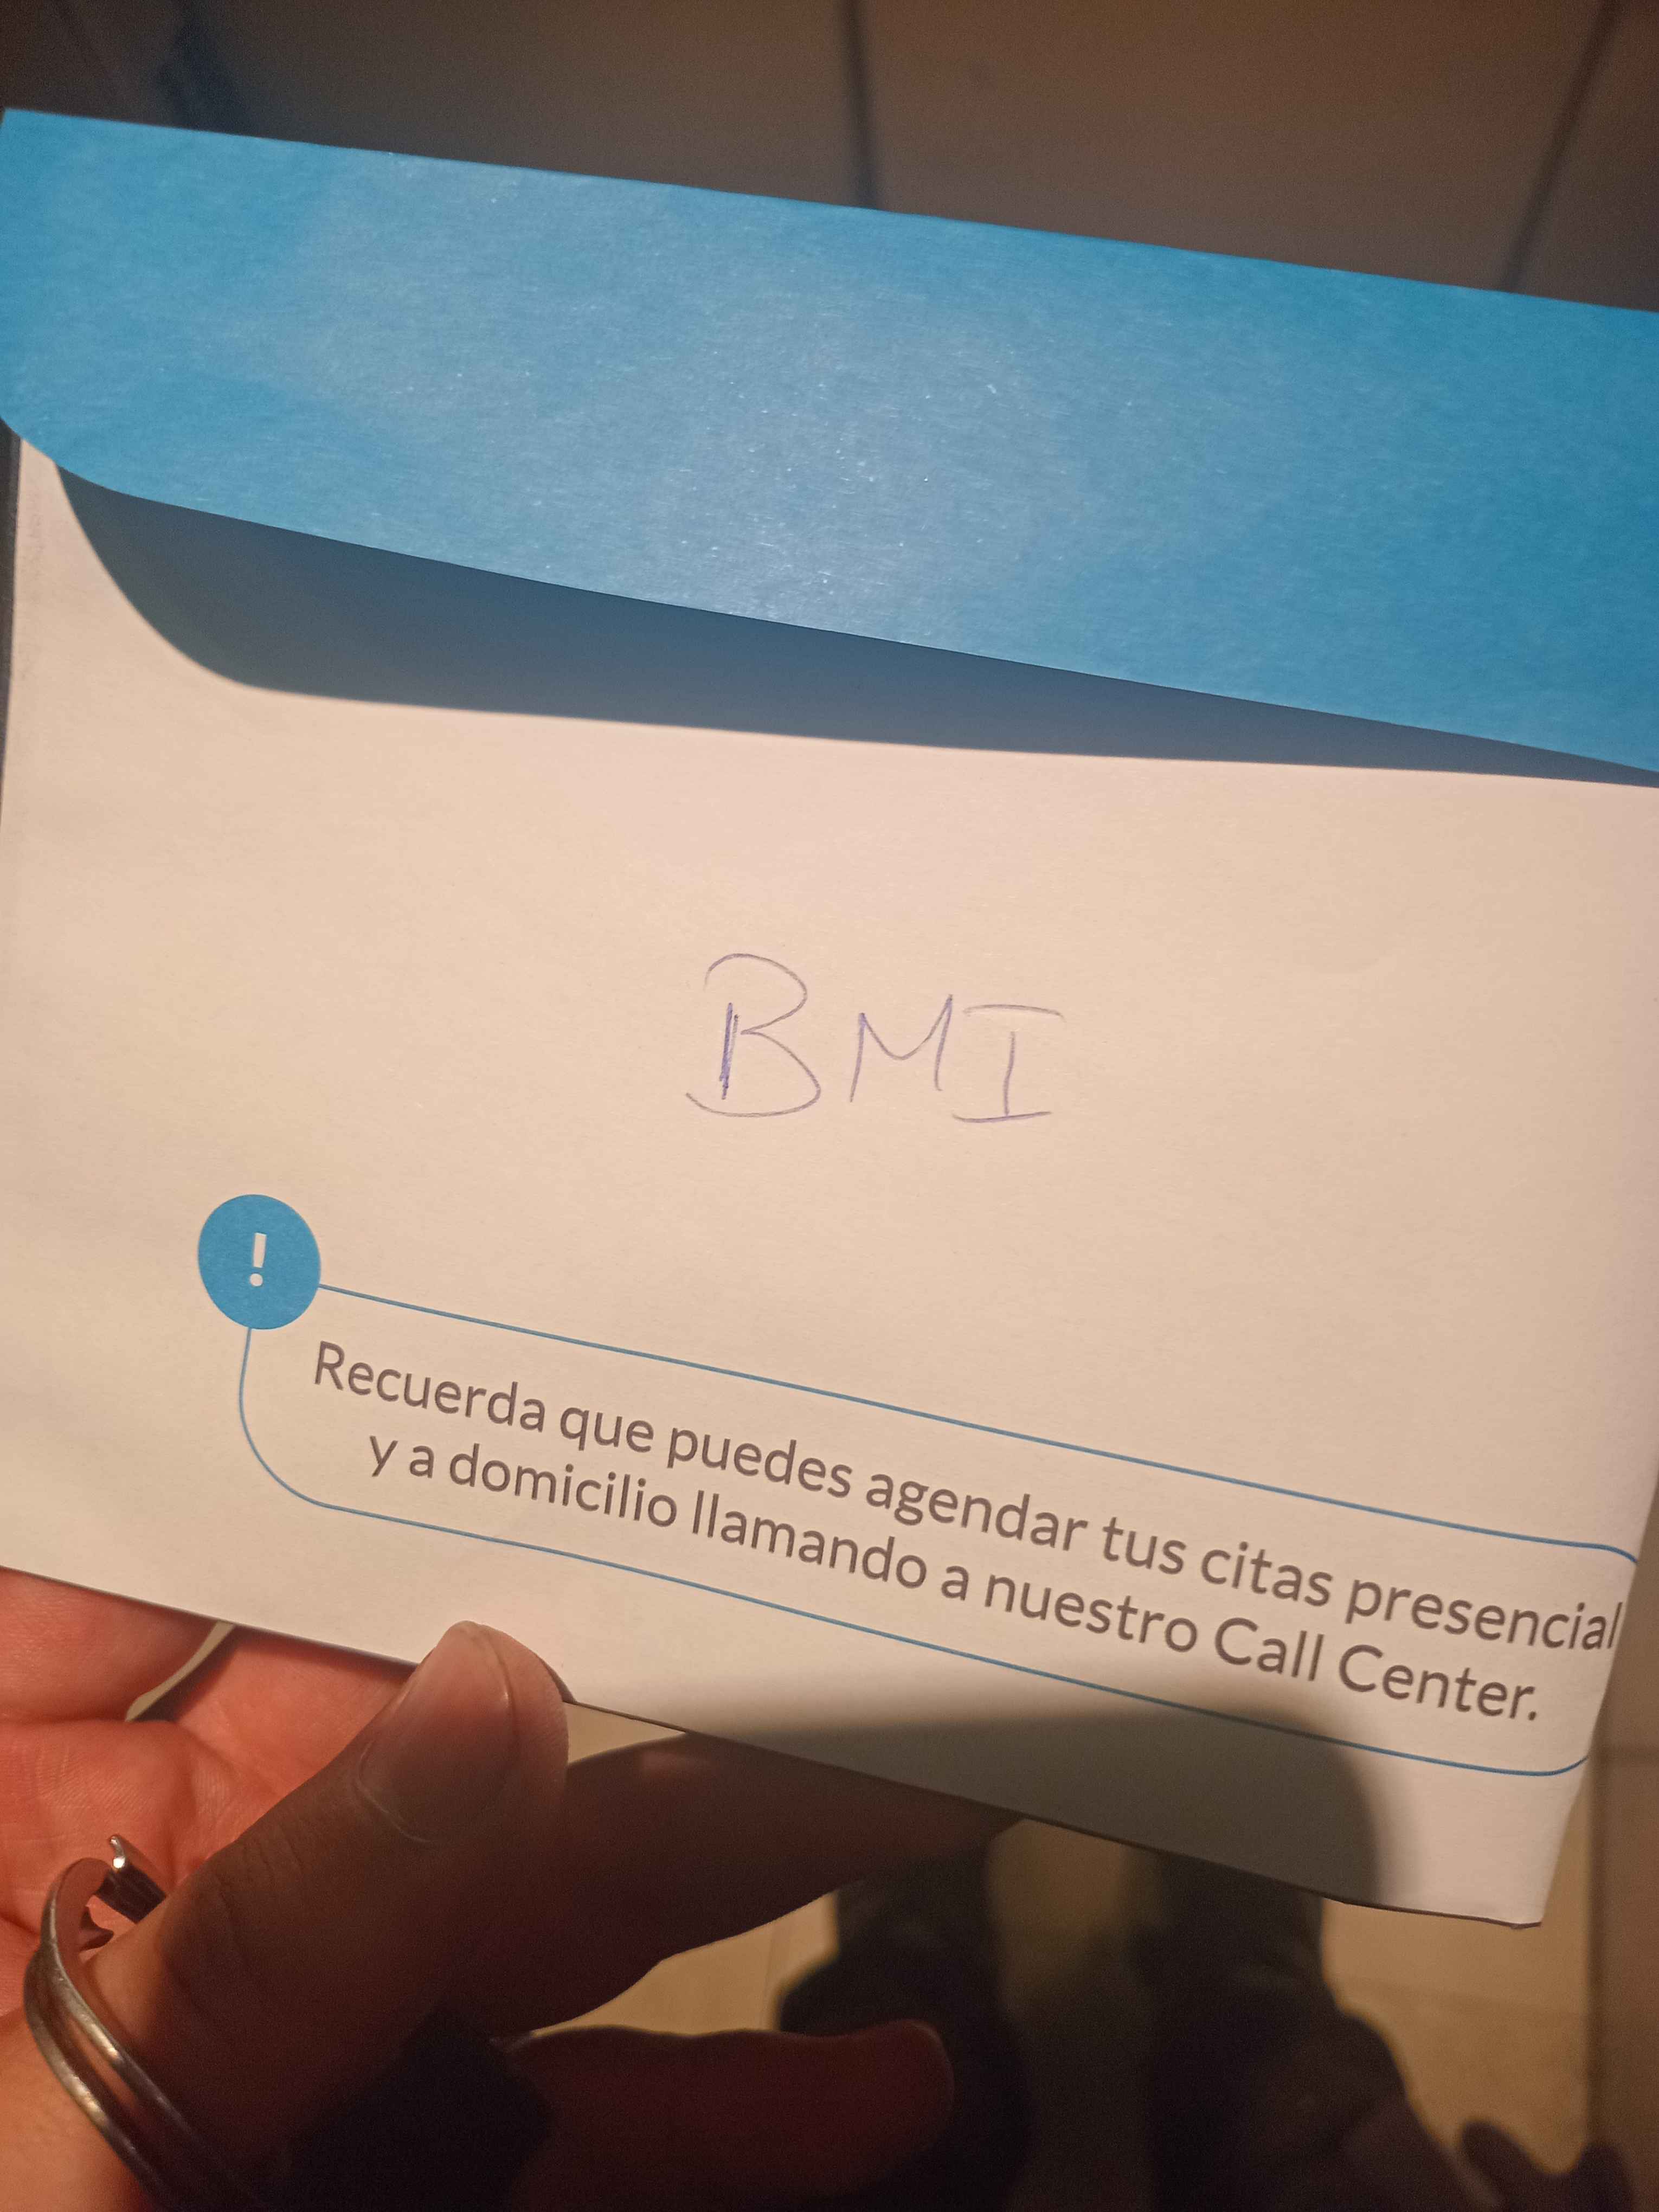 BMI
!
Recuerda que puedes agendar tus citas presencial
y a domicilio llamando a nuestro Call Center.